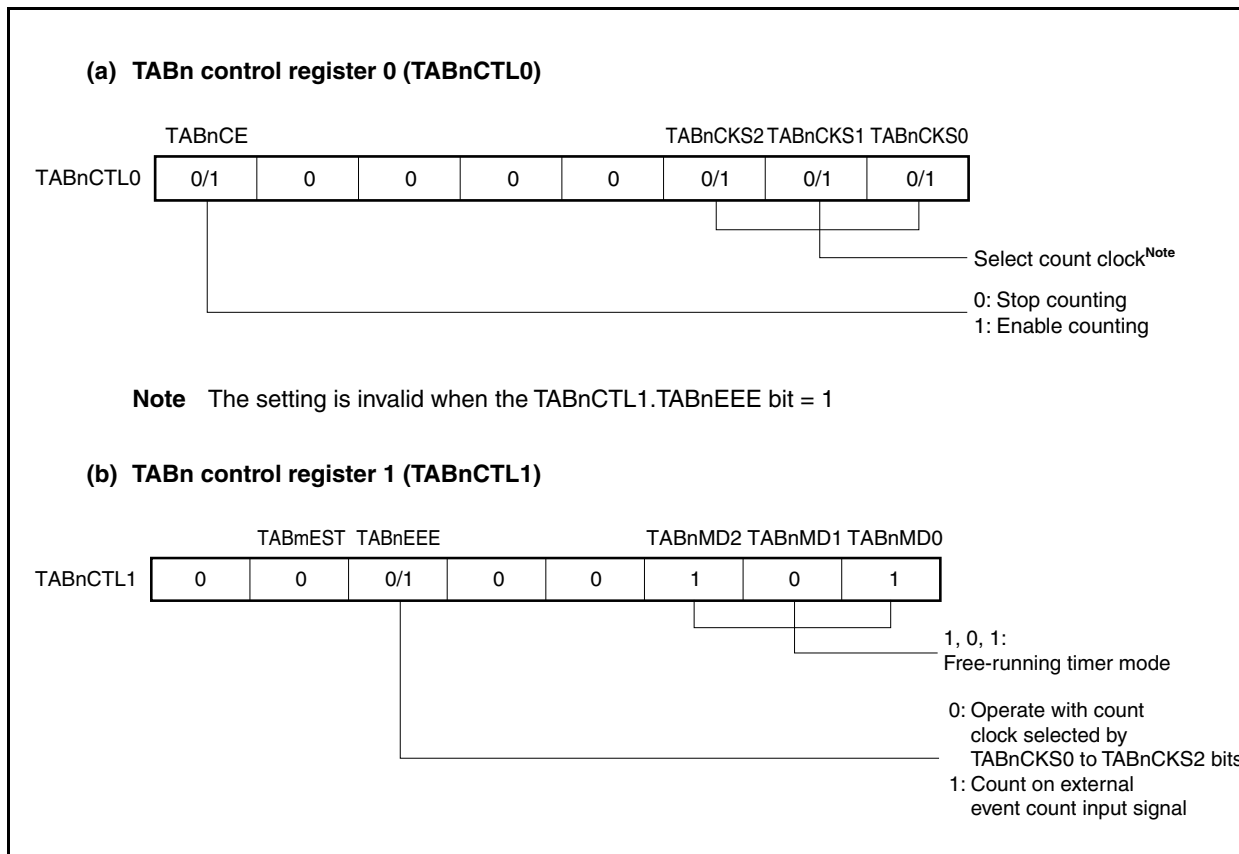 (a) TABn control register 0 (TABnCTL0)
TABnCE TABnCKS2 TABnCKS1 TABnCKS0
TABnCTL0 0/1 0 0 0 0 0/1 0/1 0/1
Select count clockNote
0: Stop counting
1: Enable counting
Note The setting is invalid when the TABnCTL1.TABnEEE bit = 1
(b) TABn control register 1 (TABnCTL1)
TABmEST TABnEEE TABnMD2 TABnMD1 TABnMD0
TABnCTL1 0 0 0/1 0 0 1 0 1
1, 0, 1:
Free-running timer mode
0: Operate with count
clock selected by
TABnCKS0 to TABnCKS2 bits
1: Count on external
event count input signal